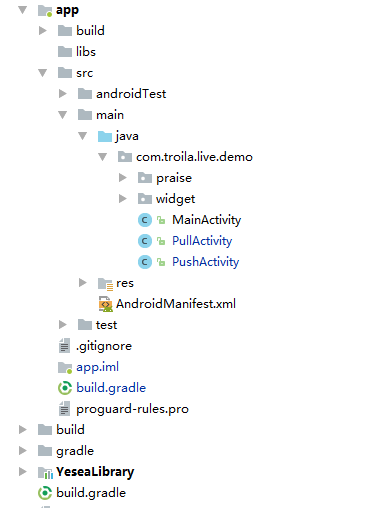 app
build
libs
src
androidTest
main
java
com.troila.live.demo
praise
widget
MainActivity
PullActivity
PushActivity
res
AndroidManifest.xml
test
.gitignore
app.iml
build.gradle
proguard-rules.pro
build
gradle
YeseaLibrary
build.gradle